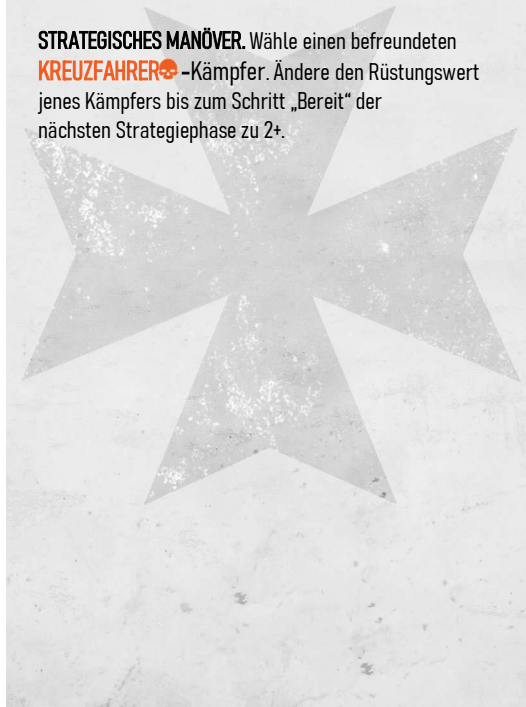 STRATEGISCHES MANÖVER. Wähle einen befreundeten
KREUZFAHRER -Kämpfer. Ändere den Rüstungswert
jenes Kämpfers bis zum Schritt „Bereit“ der
nächsten Strategiephase zu 2+.